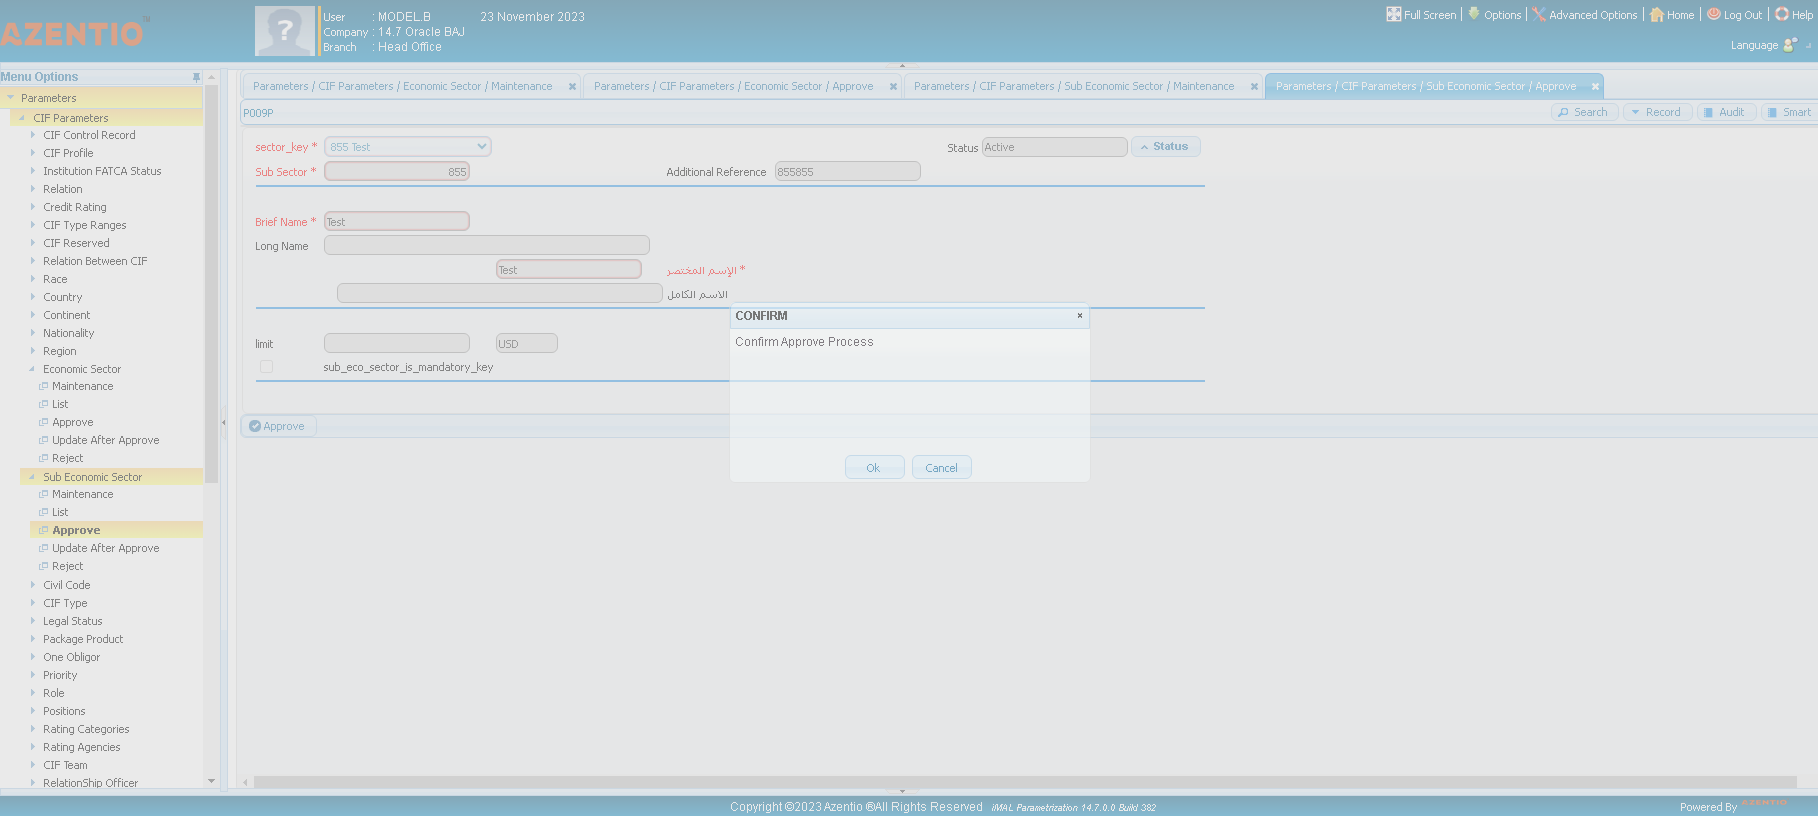 AZENTIO™
User : MODEL.B 23 November 2023
Company : 14.7 Oracle BAJ
Branch : Head Office
Full Screen Options Advanced Options Home Log Out Help
Language
Menu Options
Parameters
CIF Parameters
CIF Control Record
CIF Profile
Institution FATCA Status
Relation
Credit Rating
CIF Type Ranges
CIF Reserved
Relation Between CIF
Race
Country
Continent
Nationality
Region
Economic Sector
Maintenance
List
Approve
Update After Approve
Reject
Sub Economic Sector
Maintenance
List
Approve
Update After Approve
Reject
Civil Code
CIF Type
Legal Status
Package Product
One Obligor
Priority
Role
Positions
Rating Categories
Rating Agencies
CIF Team
RelationShip Officer
Parameters / CIF Parameters / Economic Sector / Maintenance
Parameters / CIF Parameters / Economic Sector / Approve
Parameters / CIF Parameters / Sub Economic Sector / Maintenance
Parameters / CIF Parameters / Sub Economic Sector / Approve
P009P
Search Record Audit Smart
sector_key * 855 Test
Status Active Status
Sub Sector * 855
Additional Reference 855855
Brief Name * Test
Long Name
Test الإسم المختصر *
الاسم الكامل
limit USD
sub_eco_sector_is_mandatory_key
Approve
CONFIRM
Confirm Approve Process
Ok Cancel
Copyright ©2023 Azentio ®All Rights Reserved iMAL Parametrization 14.7.0.0 Build 362
Powered By AZENTIO